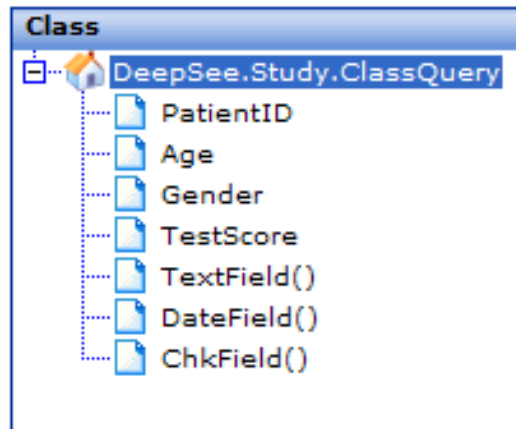 Class
DeepSee.Study.ClassQuery
PatientID
Age
Gender
TestScore
TextField()
DateField()
ChkField()